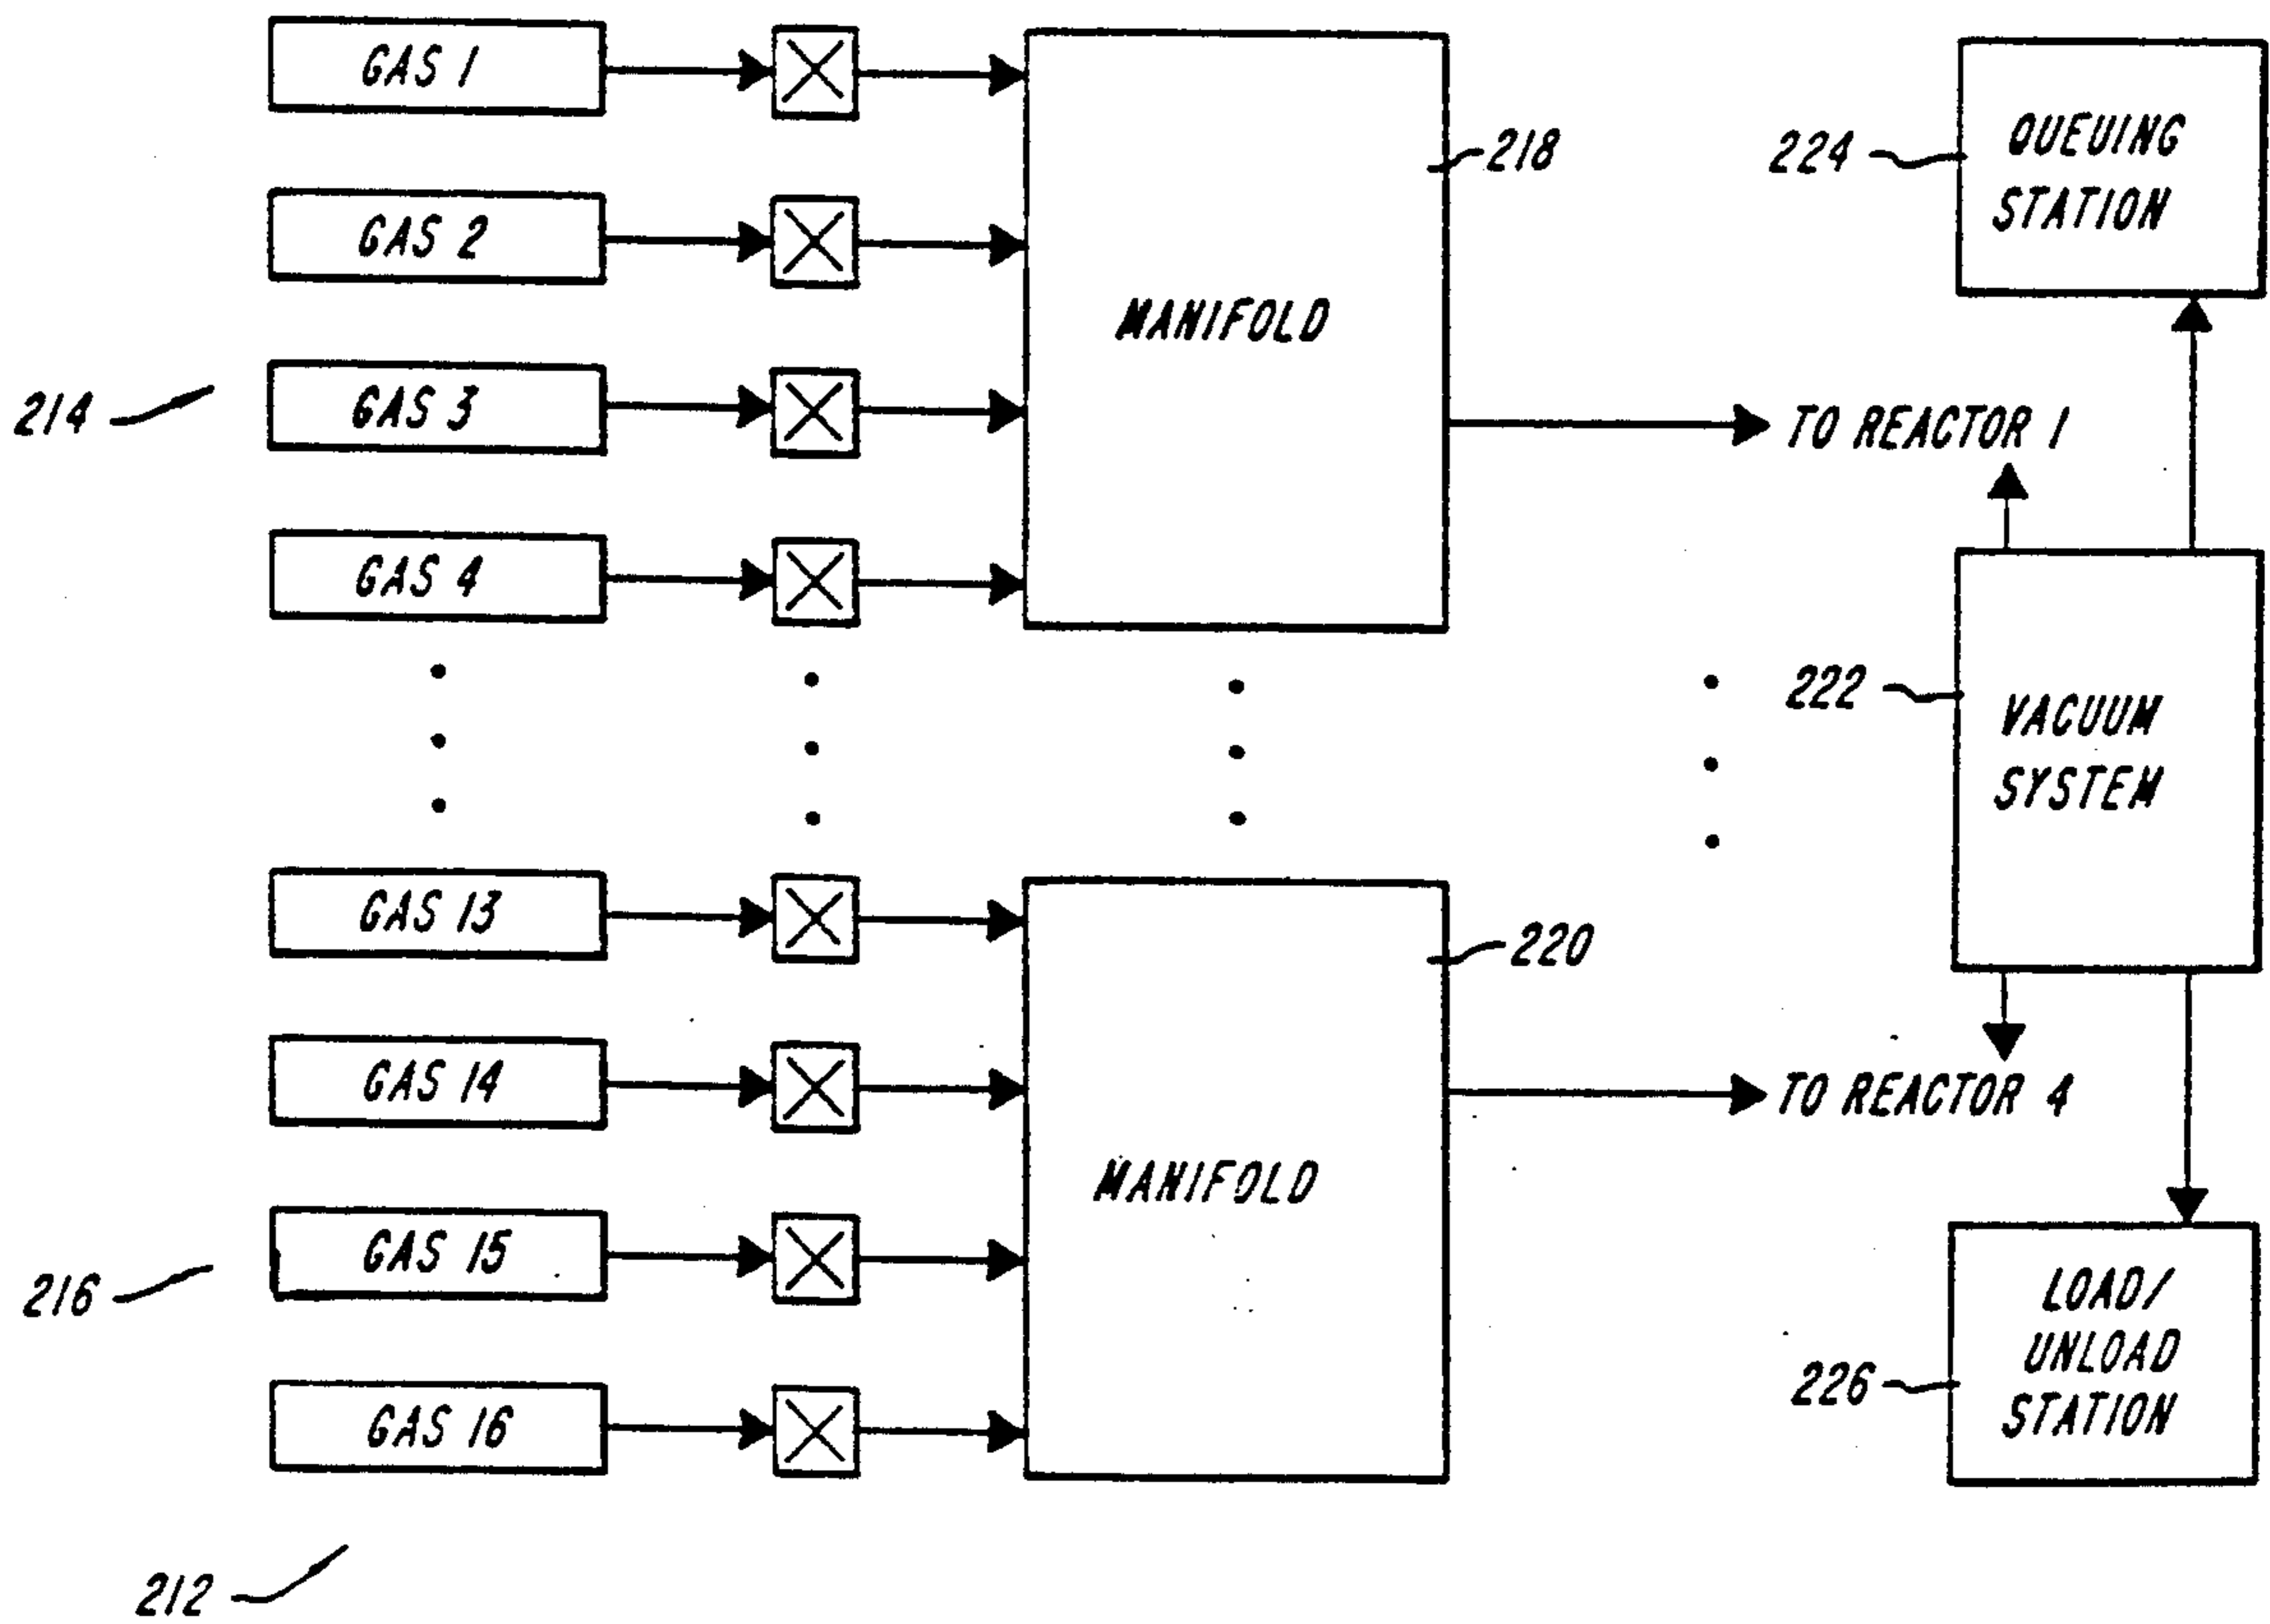 GAS 1
GAS 2
GAS 3
GAS 4
214
MANIFOLD
218
TO REACTOR 1
224
QUEUING
STATION
222
VACUUM
SYSTEM
GAS 13
GAS 14
GAS 15
GAS 16
216
212
MANIFOLD
220
TO REACTOR 4
226
LOAD/
UNLOAD
STATION